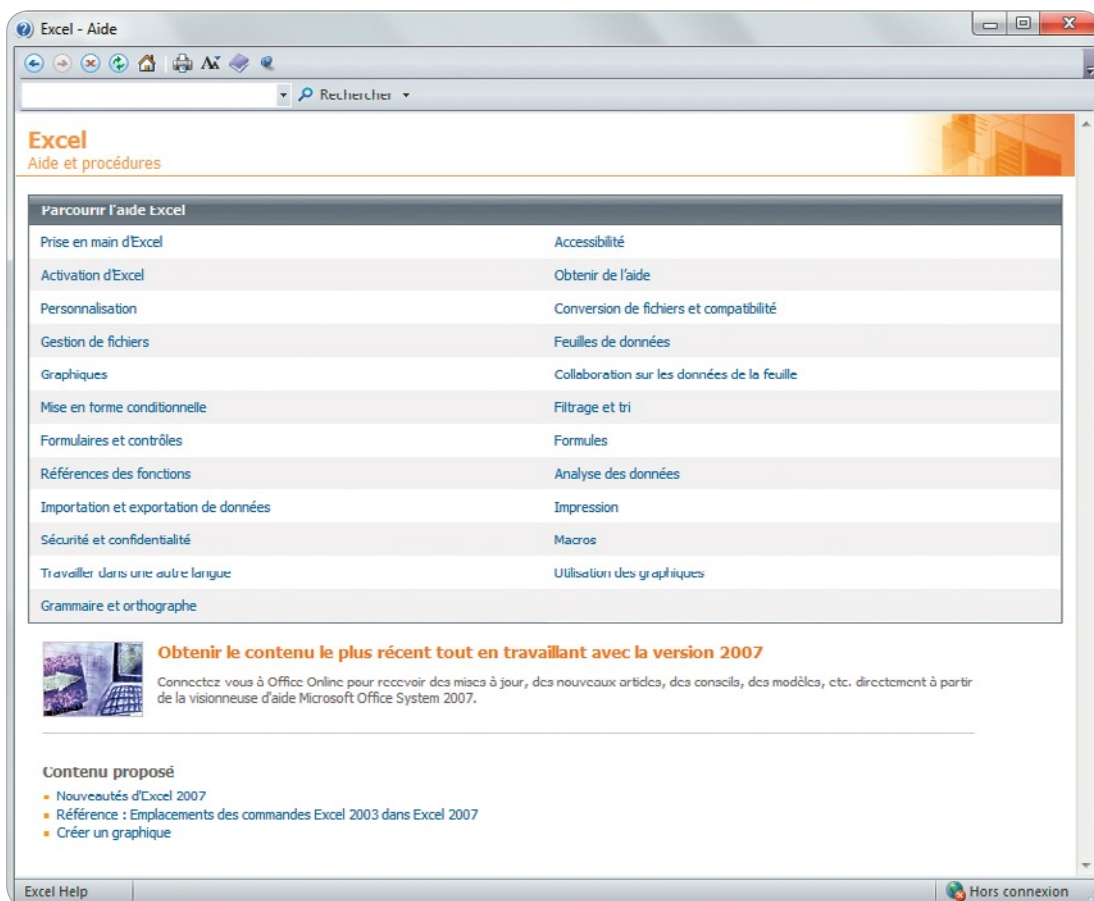 Excel - Aide
Rechercher
Excel
Aide et procédures
Parcourir l'aide Excel
Prise en main d'Excel
Accessibilité
Activation d'Excel
Obtenir de l'aide
Personnalisation
Conversion de fichiers et compatibilité
Gestion de fichiers
Feuilles de données
Graphiques
Collaboration sur les données de la feuille
Mise en forme conditionnelle
Filtrage et tri
Formulaires et contrôles
Formules
Références des fonctions
Analyse des données
Importation et exportation de données
Impression
Sécurité et confidentialité
Macros
Travailler dans une autre langue
Utilisation des graphiques
Grammaire et orthographe
Obtenir le contenu le plus récent tout en travaillant avec la version 2007
Connectez vous à Office Online pour recevoir des mises à jour, des nouveaux articles, des conseils, des modèles, etc. directement à partir
de la visionneuse d'aide Microsoft Office System 2007.
Contenu proposé
Nouveautés d'Excel 2007
Référence : Emplacements des commandes Excel 2003 dans Excel 2007
Créer un graphique
Excel Help
Hors connexion